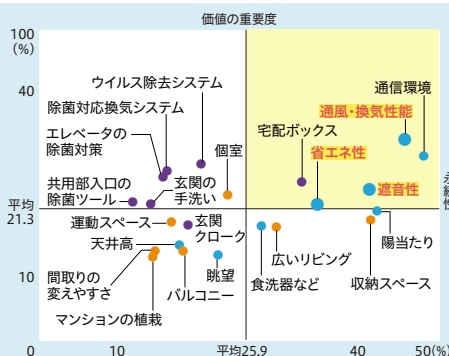 価値の重要度
100
(%)
40
ウイルス除去システム
通信環境
除菌対応換気システム
通風・換気性能
エレベータの
除菌対策
宅配ボックス
個室
省エネ性
共用部入口の
除菌ツール
玄関の
手洗い
遮音性
平均
21.3
運動スペース
玄関
クローク
陽当たり
天井高
広いリビング
間取りの
変えやすさ
眺望
食洗器など
収納スペース
10
バルコニー
マンションの植栽
0
10
平均25.9
40
50(%)